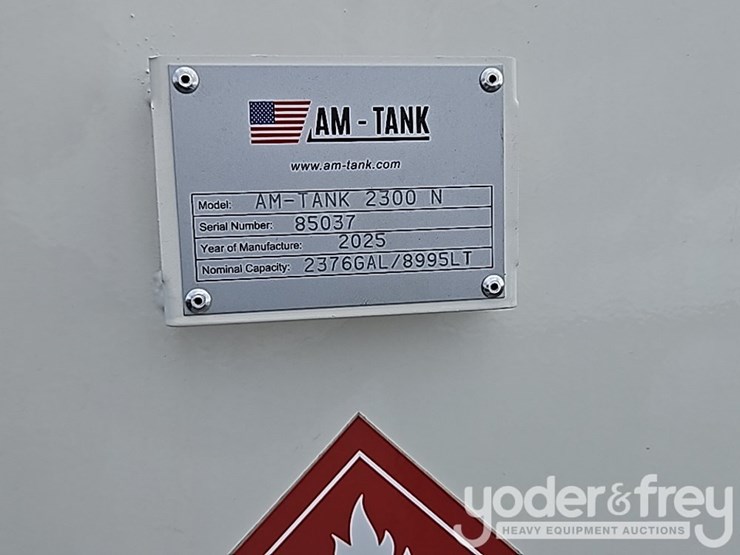 AM - TANK
www.am-tank.com
Model: AM-TANK 2300 N
Serial Number: 85037
Year of Manufacture: 2025
Nominal Capacity: 2376GAL/8995LT
yoder&frey
HEAVY EQUIPMENT AUCTIONS